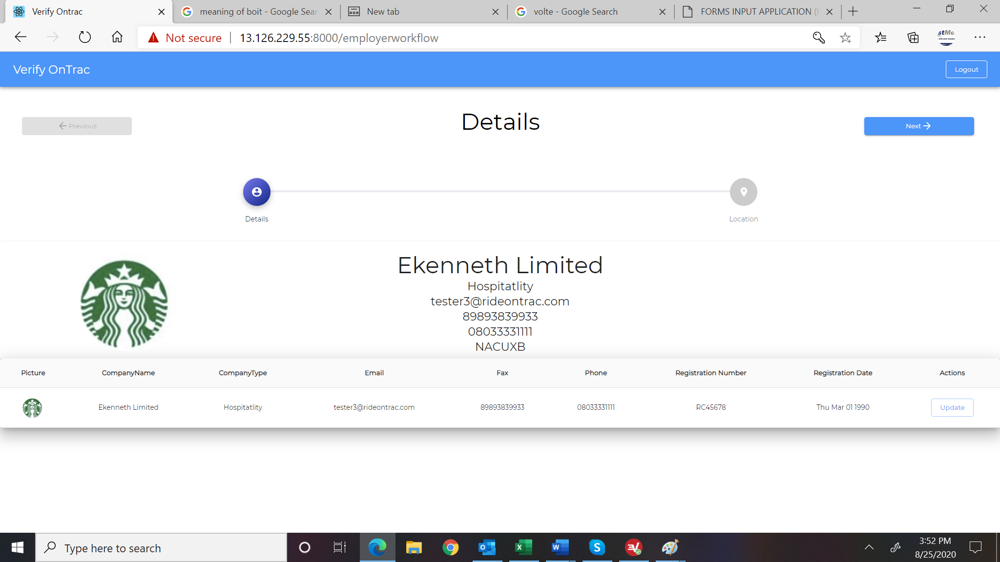 Verify Ontrac
meaning of boit - Google Sear
New tab
volte - Google Search
FORMS INPUT APPLICATION (F
Not secure
13.126.229.55:8000/employerworkflow
stMe
Verify OnTrac
Logout
Previous
Details
Next
Details
Location
Ekenneth Limited
Hospitatlity
tester3@rideontrac.com
89893839933
08033331111
NACUXB
Picture CompanyName CompanyType Email Fax Phone Registration Number Registration Date Actions
Ekenneth Limited Hospitatlity tester3@rideontrac.com 89893839933 08033331111 RC45678 Thu Mar 01 1990 Update
Type here to search
3:52 PM
8/25/2020